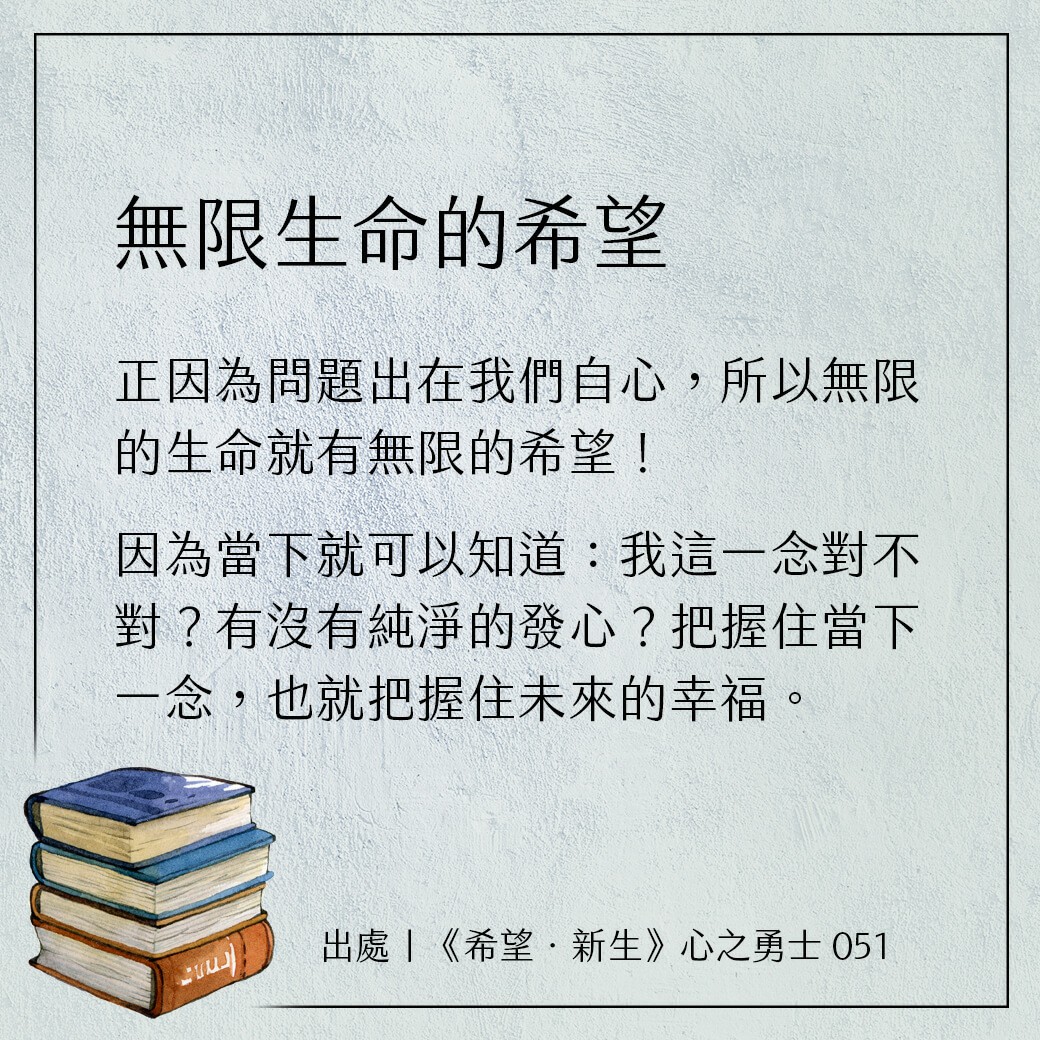 無限生命的希望
正因為問題出在我們自心，所以無限
的生命就有無限的希望！
因為當下就可以知道：我這一念對不
對？有沒有純淨的發心？把握住當下
一念，也就把握住未來的幸福。
出處｜《希望．新生》心之勇士 051